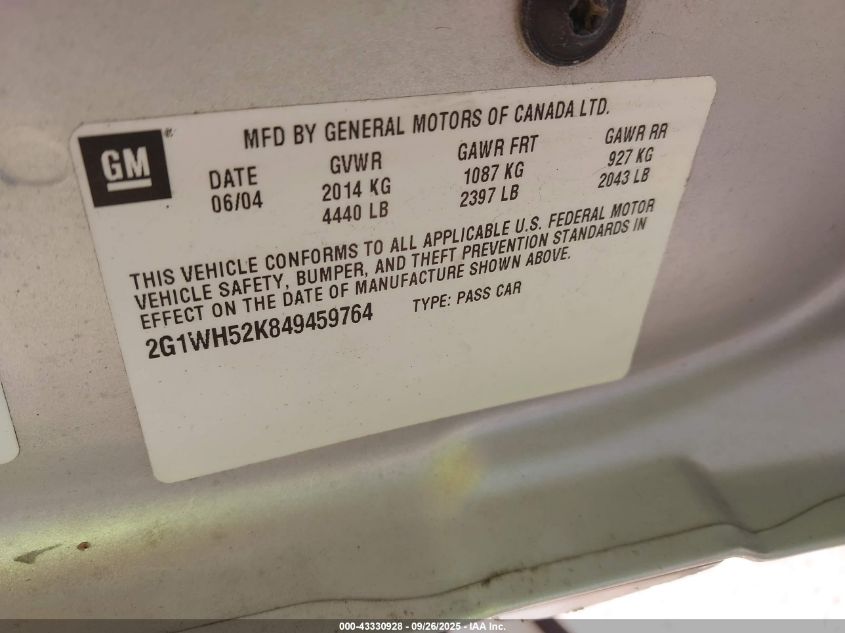 GM ®
MFD BY GENERAL MOTORS OF CANADA LTD.
DATE GVWR GAWR FRT GAWR RR
06/04 2014 KG 1087 KG 927 KG
4440 LB 2397 LB 2043 LB
THIS VEHICLE CONFORMS TO ALL APPLICABLE U.S. FEDERAL MOTOR
VEHICLE SAFETY, BUMPER, AND THEFT PREVENTION STANDARDS IN
EFFECT ON THE DATE OF MANUFACTURE SHOWN ABOVE.
2G1WH52K849459764 TYPE: PASS CAR
000-43330928 - 09/26/2025 - IAA Inc.